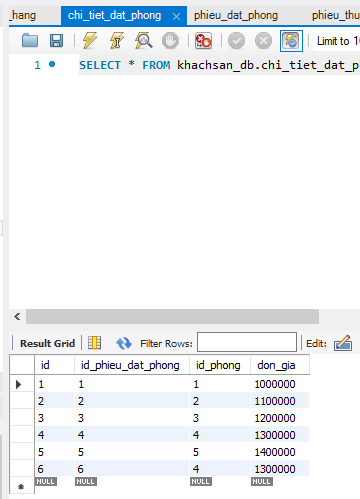 _hang chi_tiet_dat_phong × phieu_dat_phong phieu_thu
Limit to 10
1 SELECT * FROM khachsan_db.chi_tiet_dat_p
Result Grid Filter Rows: Edit:
id id_phieu_dat_phong id_phong don_gia
1 1 1 1000000
2 2 2 1100000
3 3 3 1200000
4 4 4 1300000
5 5 5 1400000
6 6 4 1300000
NULL NULL NULL NULL